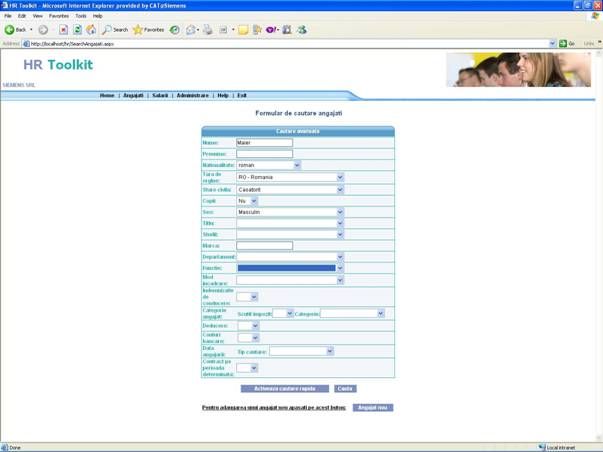 HR Toolkit - Microsoft Internet Explorer provided by CAT@Siemens
File Edit View Favorites Tools Help
Back Search Favorites
Address http://localhost/hr/SearchAngajati.aspx Go Links
HR Toolkit
SIEMENS SRL
Home | Angajati | Salarii | Administrare | Help | Exit
Formular de cautare angajati
Cautare avansata
Nume: Maier
Prenume:
Nationalitate: roman
Tara de
origine: RO - Romania
Stare civila: Casatorit
Copii: Nu
Sex: Masculin
Titlu:
Studii:
Marca:
Departament:
Functie:
Mod
incadrare:
Indemnizatie
de
conducere:
Categorie
angajat: Scutit impozit: Categorie:
Deducere:
Conturi
bancare:
Data
angajarii: Tip cautare:
Contract pe
perioada
determinata:
Activeaza cautare rapida Cauta
Pentru adaugarea unui angajat nou apasati pe acest buton: Angajat nou
Done Local intranet